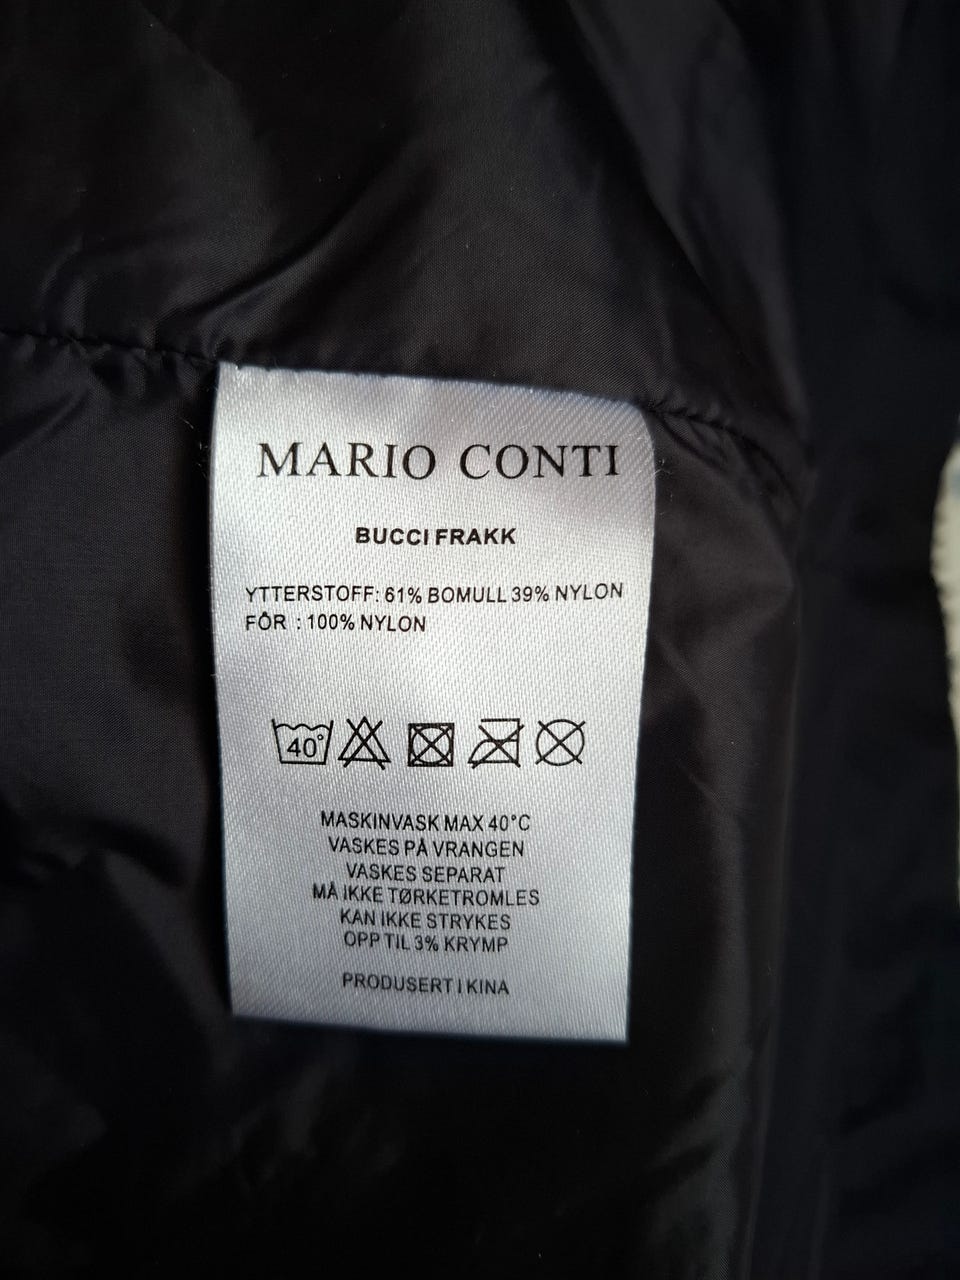 MARIO CONTI
BUCCI FRAKK
YTTERSTOFF: 61% BOMULL 39% NYLON
FÔR : 100% NYLON
40°
MASKINVASK MAX 40°C
VASKES PÅ VRANGEN
VASKES SEPARAT
MÅ IKKE TØRKETROMLES
KAN IKKE STRYKES
OPP TIL 3% KRYMP
PRODUSERT I KINA